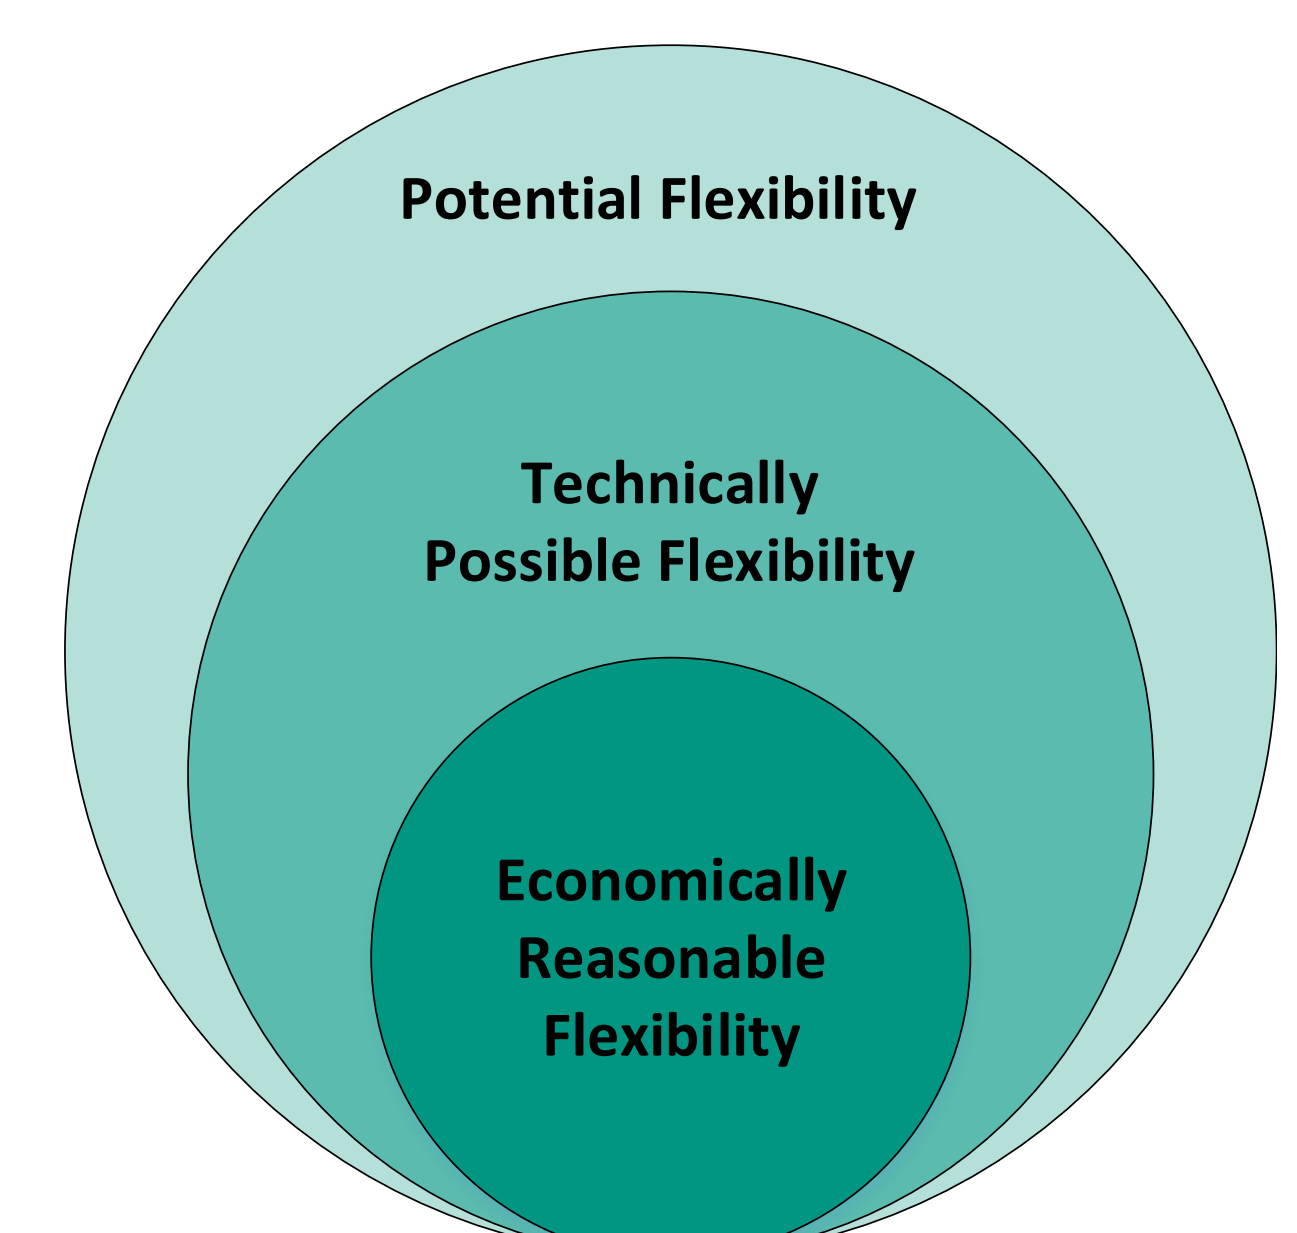 Potential Flexibility
Technically
Possible Flexibility
Economically
Reasonable
Flexibility